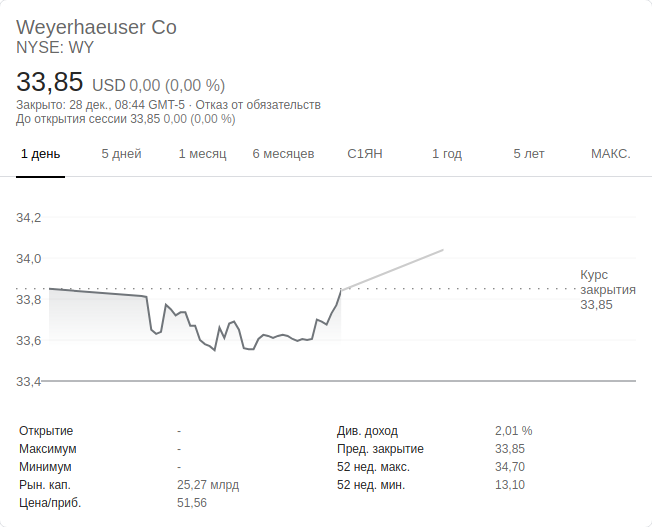 Weyerhaeuser Co
NYSE: WY
33,85 USD 0,00 (0,00 %)
Закрыто: 28 дек., 08:44 GMT-5 · Отказ от обязательств
До открытия сессии 33,85 0,00 (0,00 %)
1 день 5 дней 1 месяц 6 месяцев С1ЯН 1 год 5 лет МАКС.
34,2
34,0
Курс
закрытия
33,85
33,8
33,6
33,4
Открытие - Див. доход 2,01 %
Максимум - Пред. закрытие 33,85
Минимум - 52 нед. макс. 34,70
Рын. кап. 25,27 млрд 52 нед. мин. 13,10
Цена/приб. 51,56